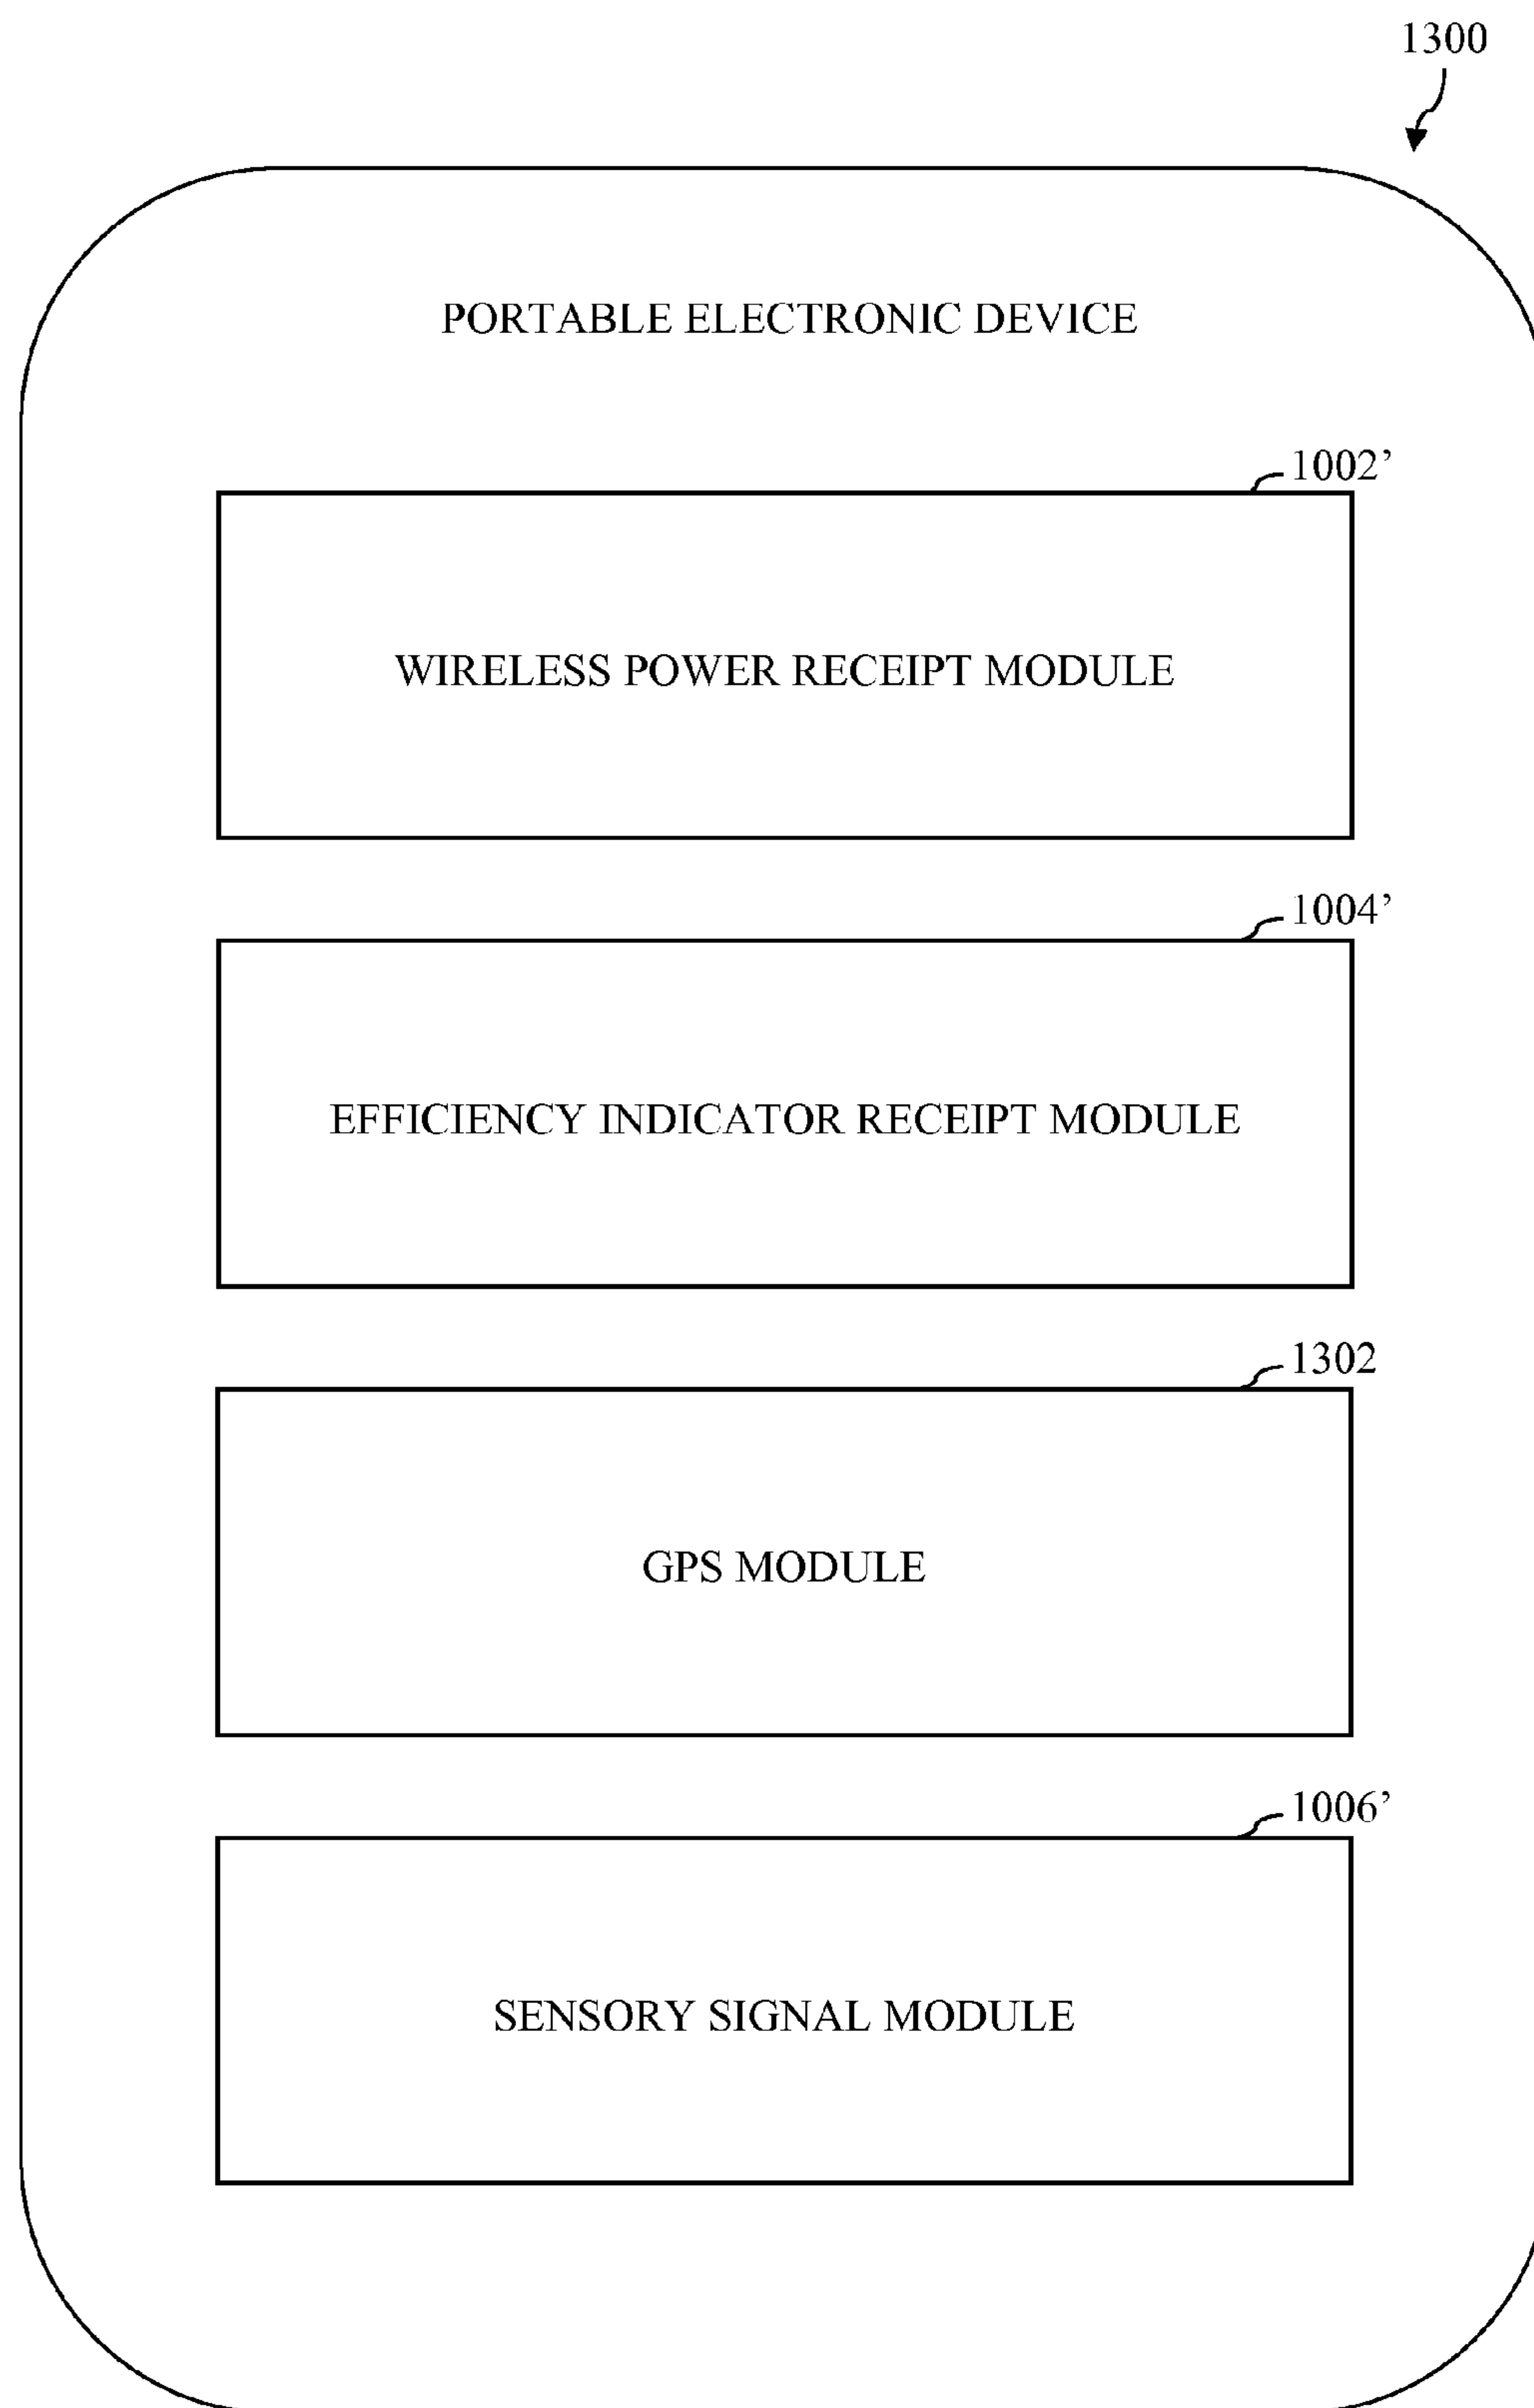 1300
PORTABLE ELECTRONIC DEVICE
1002’
WIRELESS POWER RECEIPT MODULE
1004’
EFFICIENCY INDICATOR RECEIPT MODULE
1302
GPS MODULE
1006’
SENSORY SIGNAL MODULE